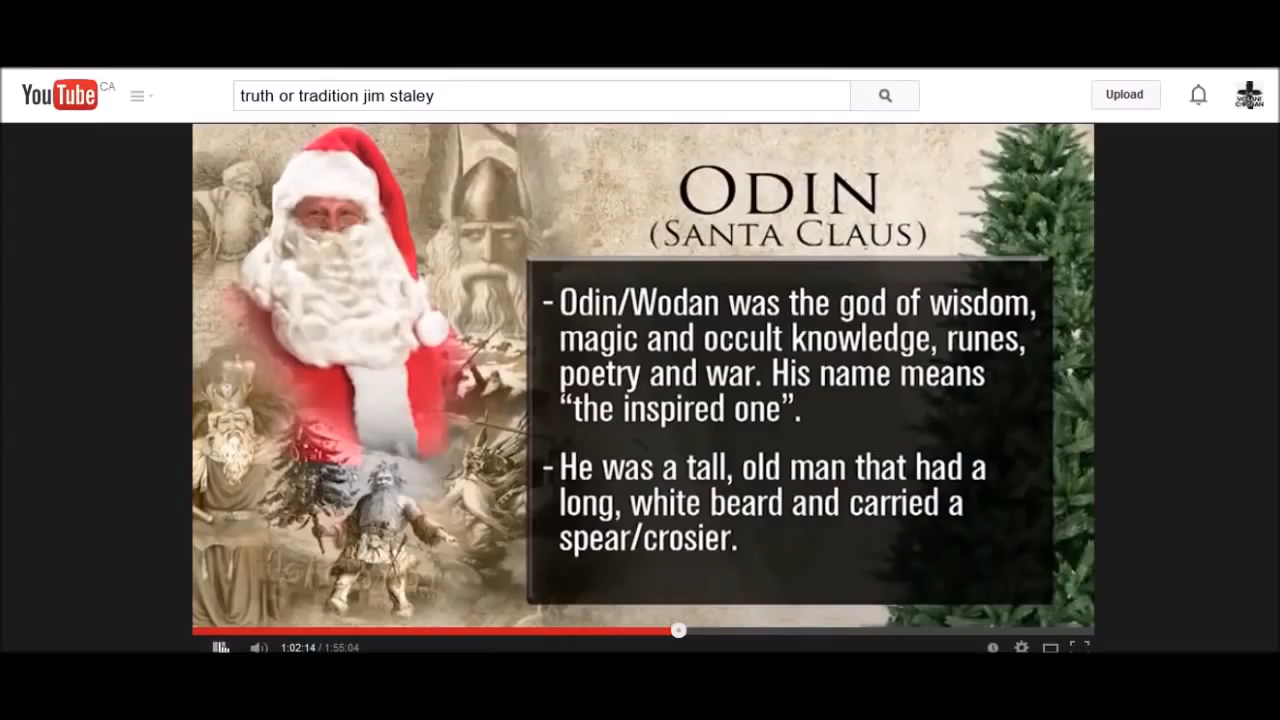 YouTube CA
truth or tradition jim staley
Upload
ODIN
(SANTA CLAUS)
- Odin/Wodan was the god of wisdom,
magic and occult knowledge, runes,
poetry and war. His name means
“the inspired one”.
- He was a tall, old man that had a
long, white beard and carried a
spear/crosier.
1:02:14 / 1:55:04